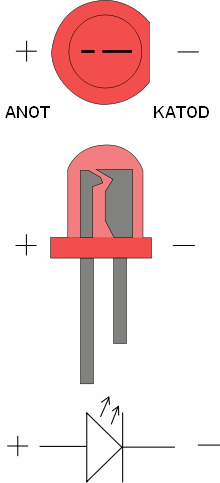 + —
ANOT KATOD
+ —
+ —